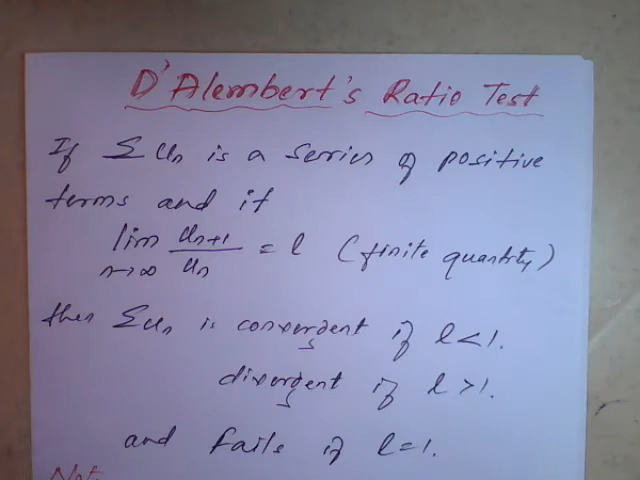 D'Alembert's Ratio Test
If Σ uₙ is a series of positive
terms and if
lim n→∞ uₙ₊₁/uₙ = l (finite quantity)
then Σuₙ is convergent if l<1.
divergent if l>1.
and fails if l=1.